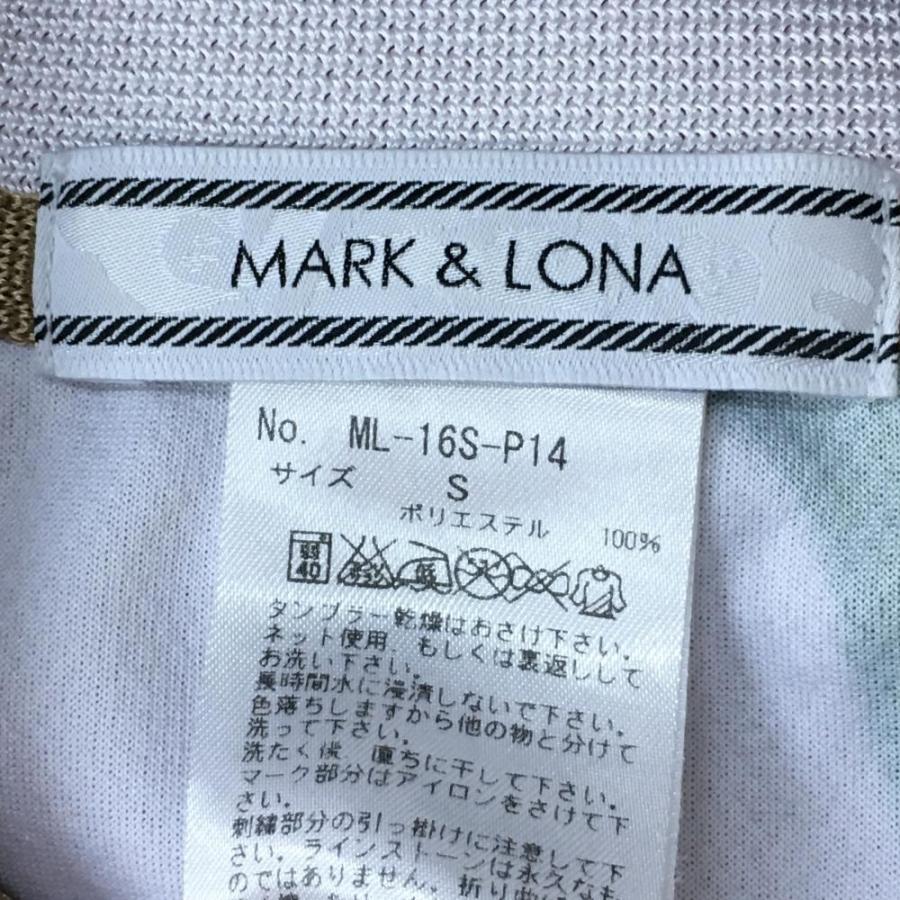 MARK & LONA
No. ML-16S-P14
サイズ S
ポリエステル 100%
40
タンブラー乾燥はおさけ下さい。
ネット使用、もしくは裏返しして
お洗い下さい。
長時間水に浸漬しないで下さい。
色落ちしますから他の物と分けて
洗って下さい。
洗たく後、直ちに干して下さい。
マーク部分はアイロンをさけて下
さい。
刺繍部分の引っ掛けに注意して下
さい。ラインストーンは永久なも
のではありません。折り曲